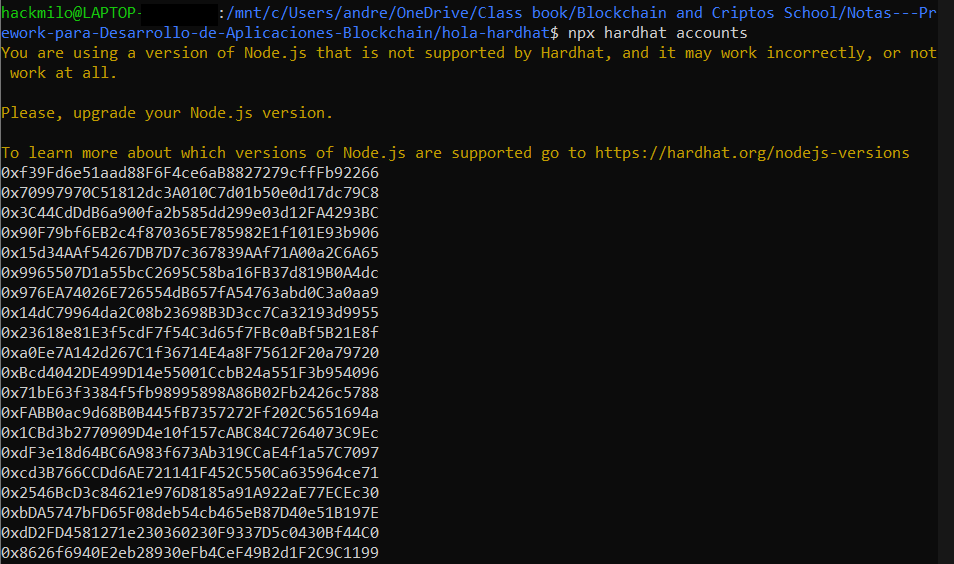 hackmilo@LAPTOP-:/mnt/c/Users/andre/OneDrive/Class book/Blockchain and Criptos School/Notas---Pr
ework-para-Desarrollo-de-Aplicaciones-Blockchain/hola-hardhat$ npx hardhat accounts
You are using a version of Node.js that is not supported by Hardhat, and it may work incorrectly, or not
work at all.
Please, upgrade your Node.js version.
To learn more about which versions of Node.js are supported go to https://hardhat.org/nodejs-versions
0xf39Fd6e51aad88F6F4ce6aB8827279cffFb92266
0x70997970C51812dc3A010C7d01b50e0d17dc79C8
0x3C44CdDdB6a900fa2b585dd299e03d12FA4293BC
0x90F79bf6EB2c4f870365E785982E1f101E93b906
0x15d34AAf54267DB7D7c367839AAf71A00a2C6A65
0x9965507D1a55bcC2695C58ba16FB37d819B0A4dc
0x976EA74026E726554dB657fA54763abd0C3a0aa9
0x14dC79964da2C08b23698B3D3cc7Ca32193d9955
0x23618e81E3f5cdF7f54C3d65f7FBc0aBf5B21E8f
0xa0Ee7A142d267C1f36714E4a8F75612F20a79720
0xBcd4042DE499D14e55001CcbB24a551F3b954096
0x71bE63f3384f5fb98995898A86B02Fb2426c5788
0xFABB0ac9d68B0B445fB7357272Ff202C5651694a
0x1CBd3b2770909D4e10f157cABC84C7264073C9Ec
0xdF3e18d64BC6A983f673Ab319CCaE4f1a57C7097
0xcd3B766CCDd6AE721141F452C550Ca635964ce71
0x2546BcD3c84621e976D8185a91A922aE77ECEc30
0xbDA5747bFD65F08deb54cb465eB87D40e51B197E
0xdD2FD4581271e230360230F9337D5c0430Bf44C0
0x8626f6940E2eb28930eFb4CeF49B2d1F2C9C1199